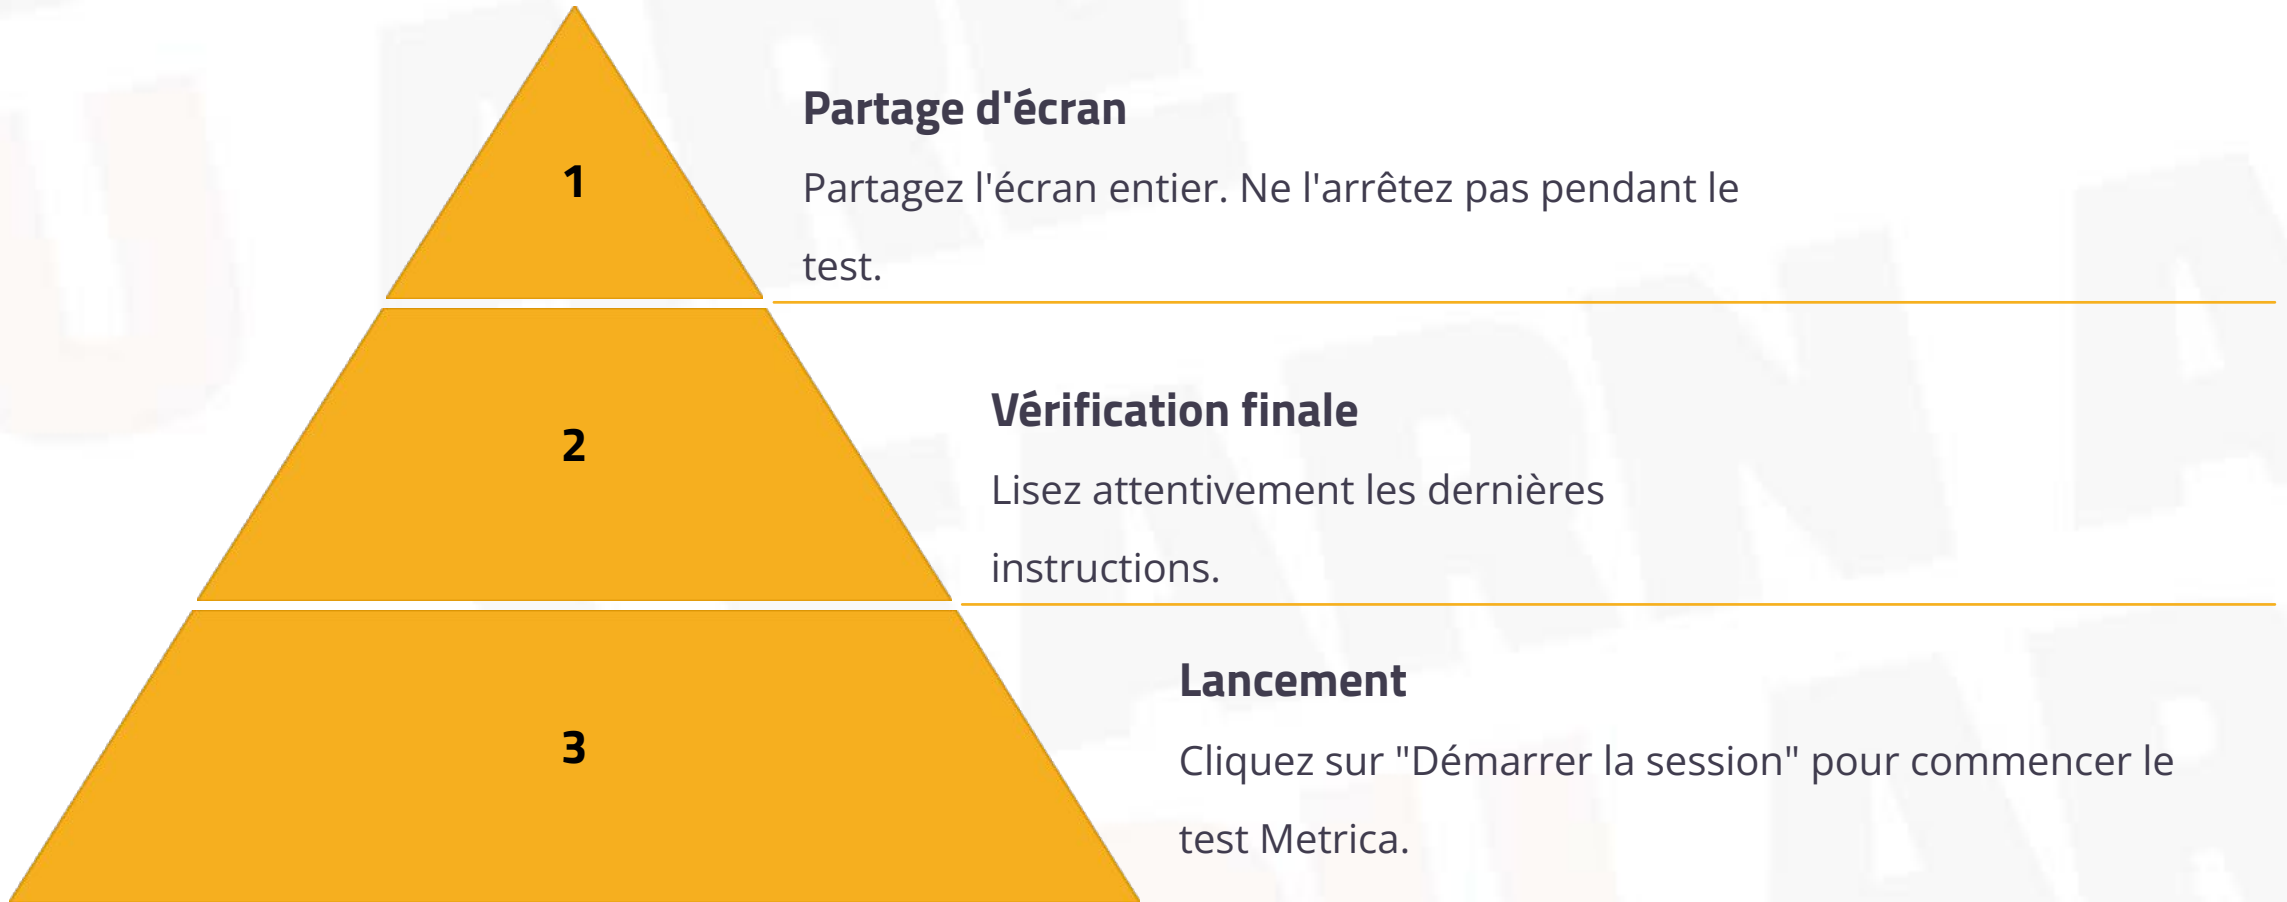 1
Partage d'écran
Partagez l'écran entier. Ne l'arrêtez pas pendant le
test.
2
Vérification finale
Lisez attentivement les dernières
instructions.
3
Lancement
Cliquez sur "Démarrer la session" pour commencer le
test Metrica.